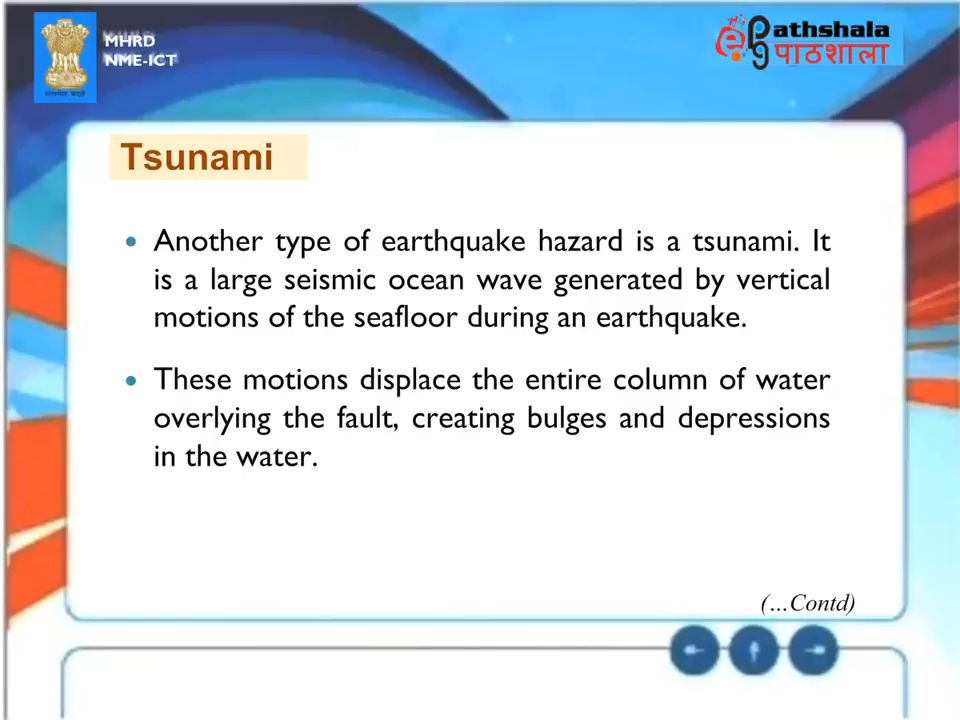 MHRD
NME-ICT
e pg athshala
पाठशाला
Tsunami
• Another type of earthquake hazard is a tsunami. It
is a large seismic ocean wave generated by vertical
motions of the seafloor during an earthquake.
• These motions displace the entire column of water
overlying the fault, creating bulges and depressions
in the water.
(...Contd)